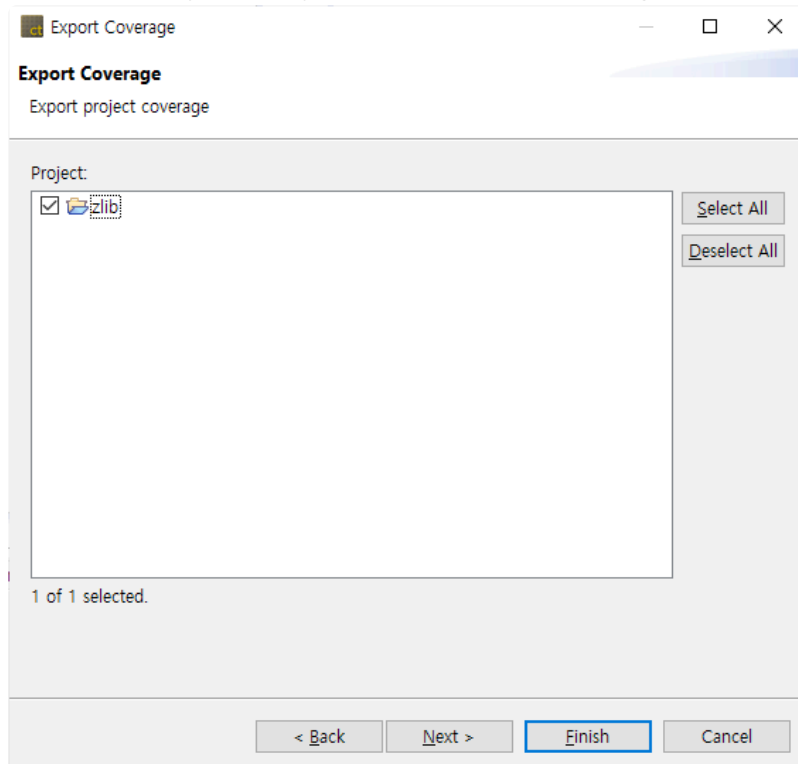 ct Export Coverage
Export Coverage
Export project coverage
Project:
zlib
Select All
Deselect All
1 of 1 selected.
< Back
Next >
Finish
Cancel